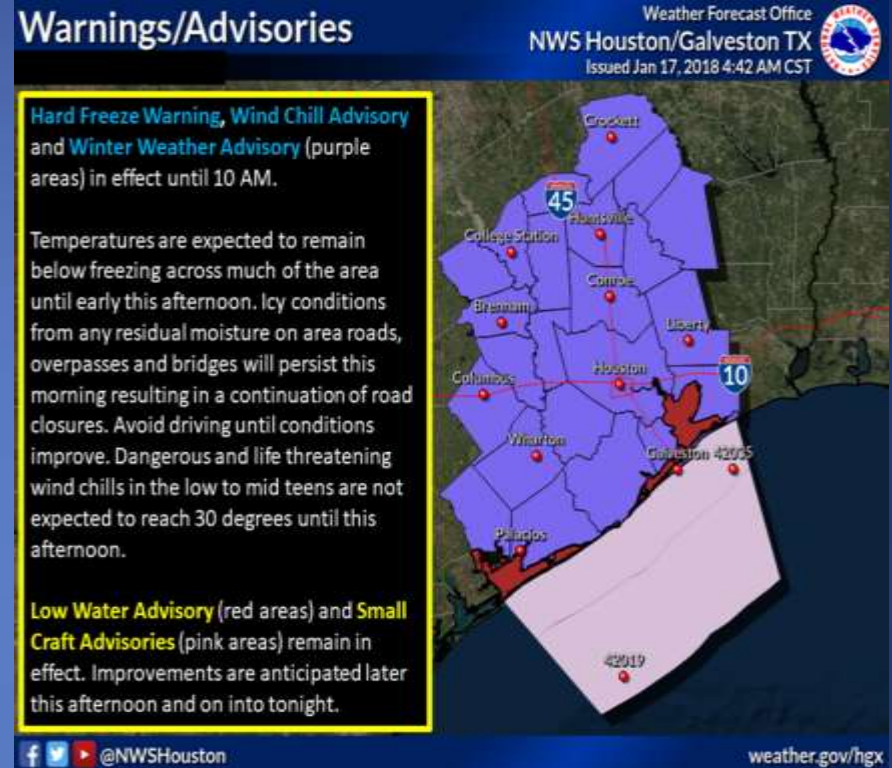 Warnings/Advisories
Weather Forecast Office
NWS Houston/Galveston TX
Issued Jan 17, 2018 4:42 AM CST
Hard Freeze Warning, Wind Chill Advisory
and Winter Weather Advisory (purple
areas) in effect until 10 AM.
Temperatures are expected to remain
below freezing across much of the area
until early this afternoon. Icy conditions
from any residual moisture on area roads,
overpasses and bridges will persist this
morning resulting in a continuation of road
closures. Avoid driving until conditions
improve. Dangerous and life threatening
wind chills in the low to mid teens are not
expected to reach 30 degrees until this
afternoon.
Low Water Advisory (red areas) and Small
Craft Advisories (pink areas) remain in
effect. Improvements are anticipated later
this afternoon and on into tonight.
Crockett
45
Huntsville
College Station
Conroe
Brenham
Liberty
10
Columbus
Houston
Wharton
Galveston 42035
Palacios
42019
@NWSHouston
weather.gov/hgx